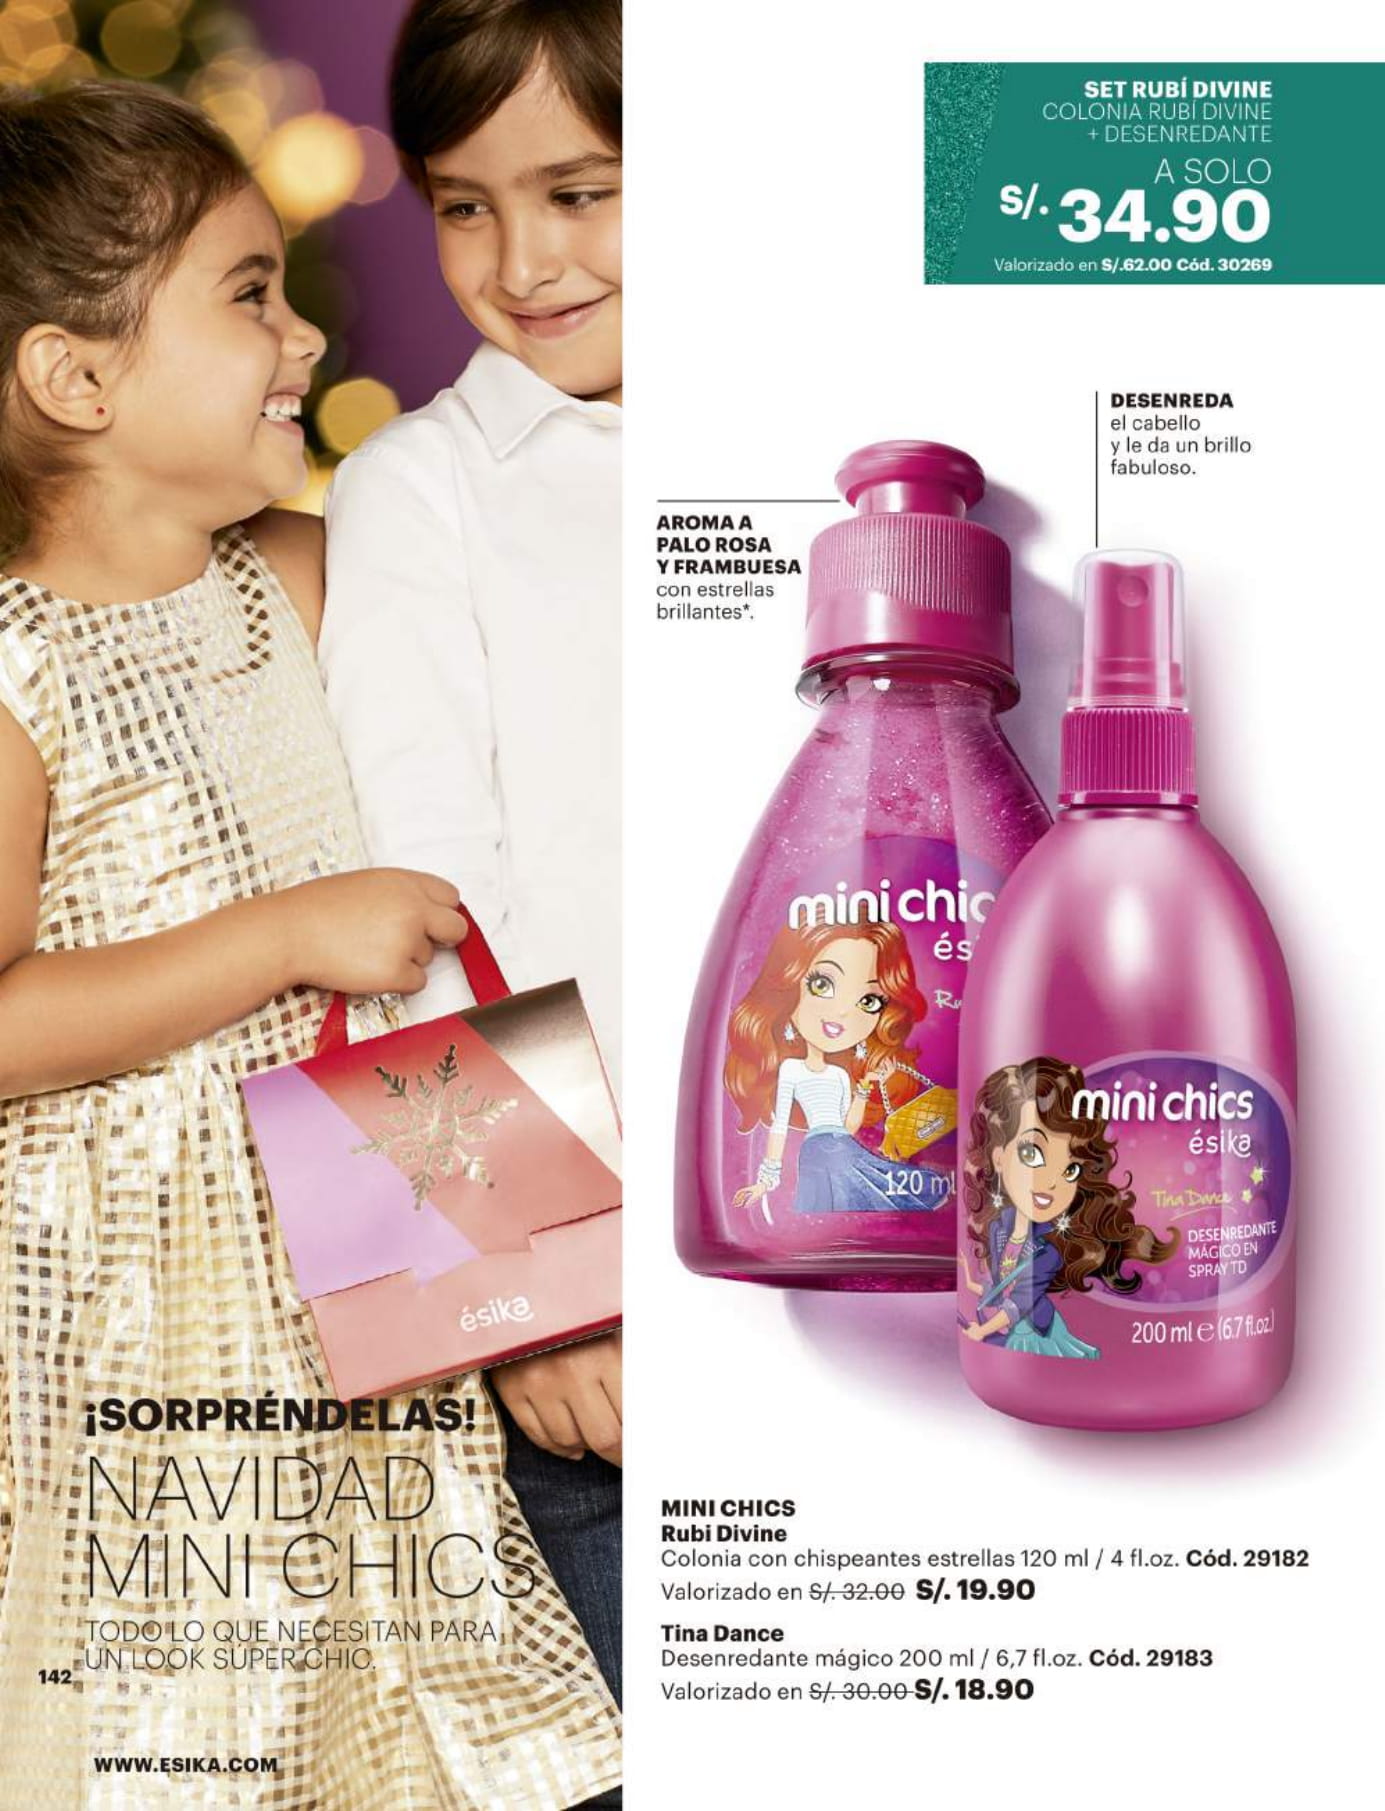 SET RUBÍ DIVINE
COLONIA RUBÍ DIVINE
+ DESENREDANTE
A SOLO
S/. 34.90
Valorizado en S/.62.00 Cód. 30269
DESENREDA
el cabello
y le da un brillo
fabuloso.
AROMA A
PALO ROSA
Y FRAMBUESA
con estrellas
brillantes*.
mini chic
és
Ru
120 ml
mini chics
ésika
Tina Dance
DESENREDANTE
MÁGICO EN
SPRAY TD
200 ml e (6.7 fl.oz.)
ésika
¡SORPRÉNDELAS!
NAVIDAD
MINI CHICS
TODO LO QUE NECESITAN PARA
UN LOOK SÚPER CHIC.
142
WWW.ESIKA.COM
MINI CHICS
Rubi Divine
Colonia con chispeantes estrellas 120 ml / 4 fl.oz. Cód. 29182
Valorizado en S/. 32.00 S/. 19.90
Tina Dance
Desenredante mágico 200 ml / 6,7 fl.oz. Cód. 29183
Valorizado en S/. 30.00 S/. 18.90